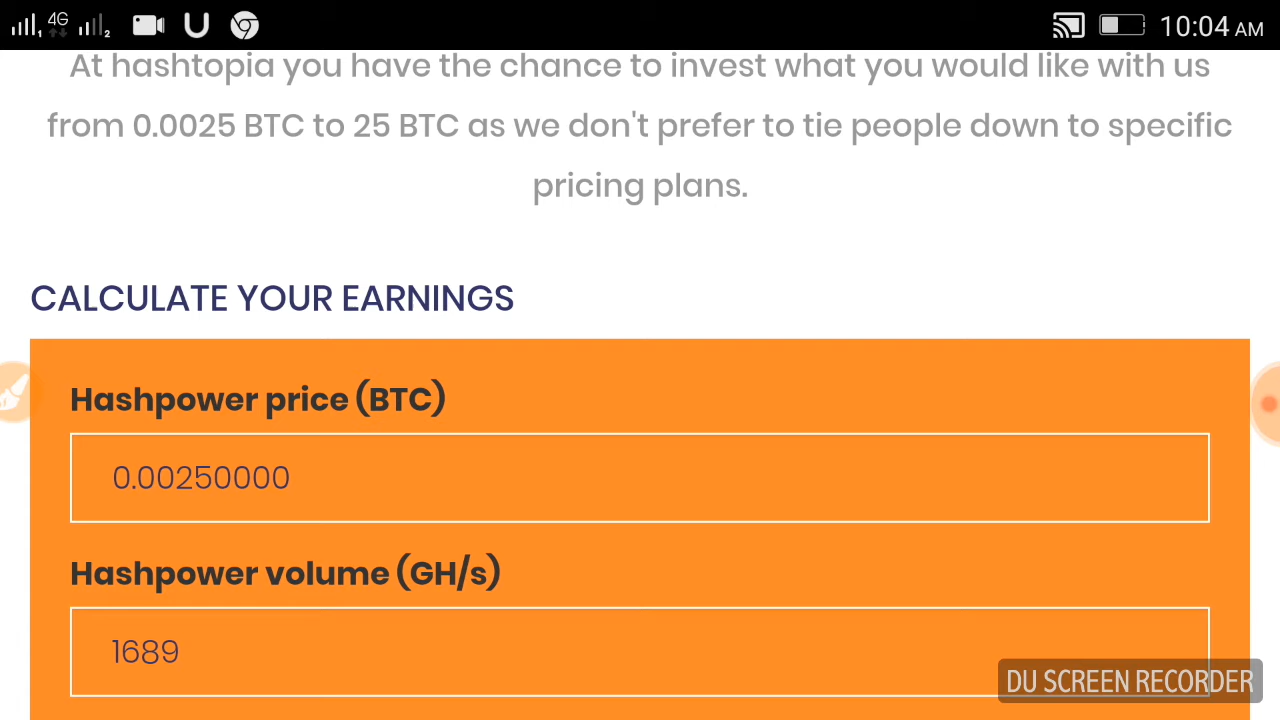 4G 1 2 U 10:04 AM
At hashtopia you have the chance to invest what you would like with us
from 0.0025 BTC to 25 BTC as we don't prefer to tie people down to specific
pricing plans.
CALCULATE YOUR EARNINGS
Hashpower price (BTC)
0.00250000
Hashpower volume (GH/s)
1689
DU SCREEN RECORDER